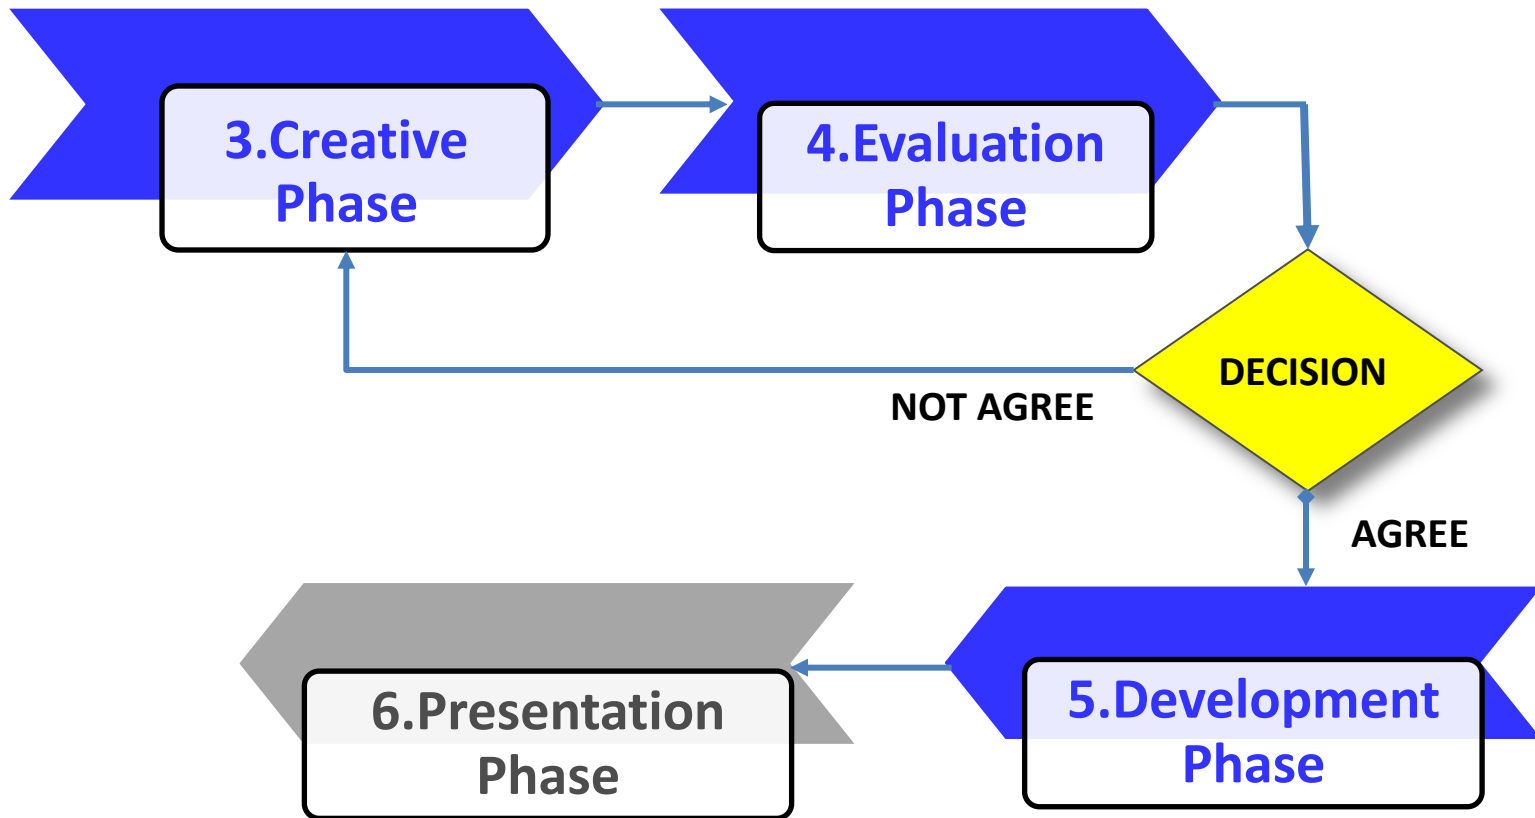 3.Creative
Phase
4.Evaluation
Phase
DECISION
NOT AGREE
AGREE
5.Development
Phase
6.Presentation
Phase